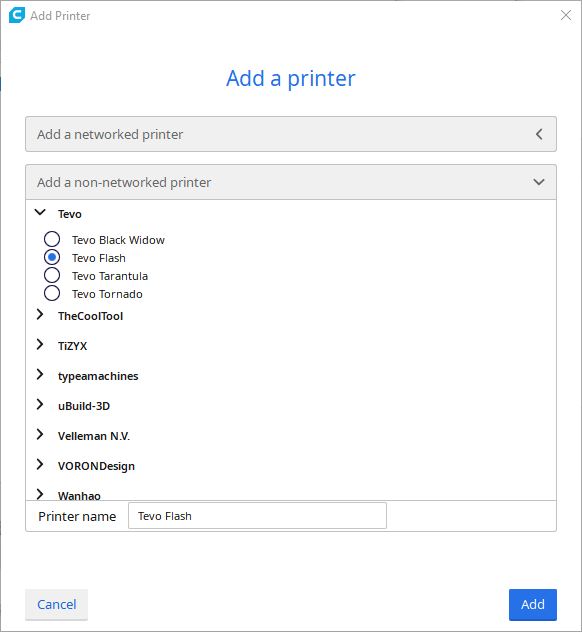 Add Printer
Add a printer
Add a networked printer
Add a non-networked printer
Tevo
Tevo Black Widow
Tevo Flash
Tevo Tarantula
Tevo Tornado
TheCoolTool
TiZYX
typeamachines
uBuild-3D
Velleman N.V.
VORONDesign
Wanhao
Printer name Tevo Flash
Cancel Add